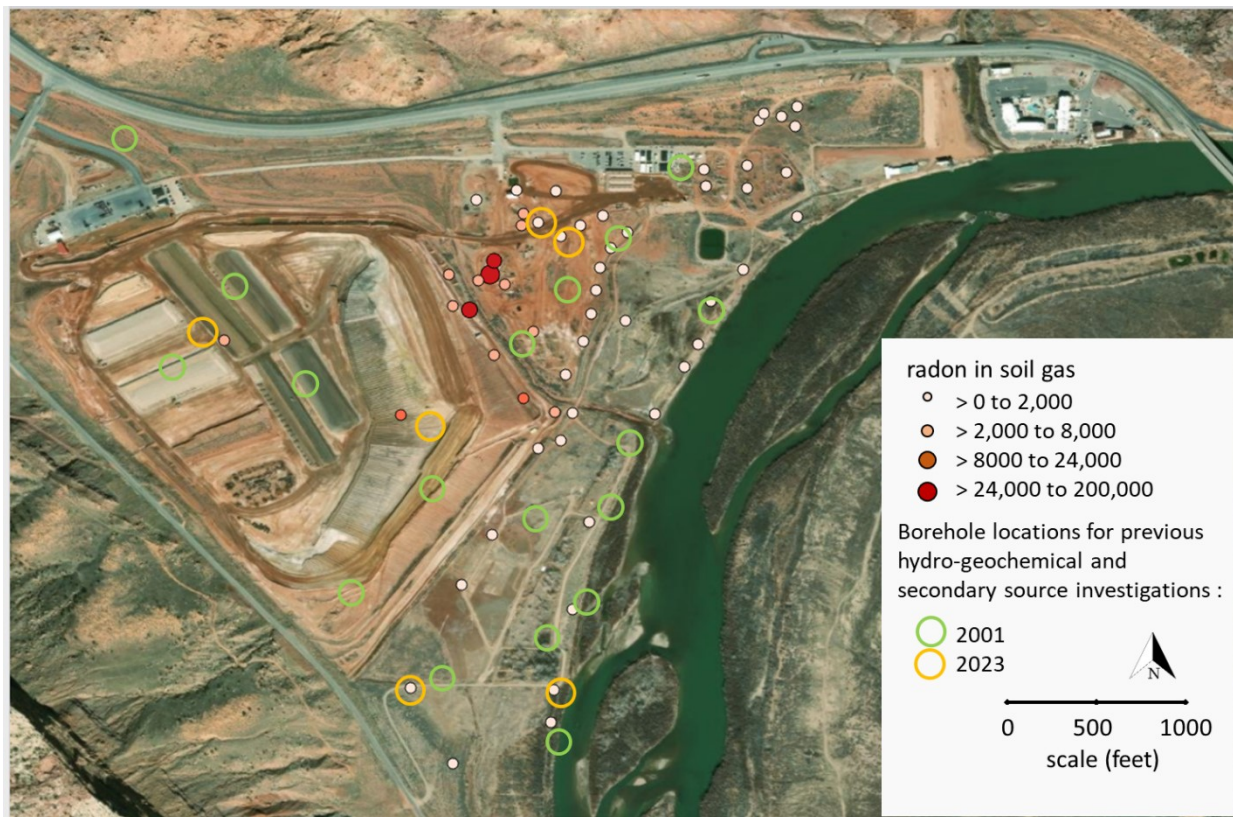 radon in soil gas
> 0 to 2,000
> 2,000 to 8,000
> 8000 to 24,000
> 24,000 to 200,000
Borehole locations for previous
hydro-geochemical and
secondary source investigations :
2001
2023
N
0 500 1000
scale (feet)